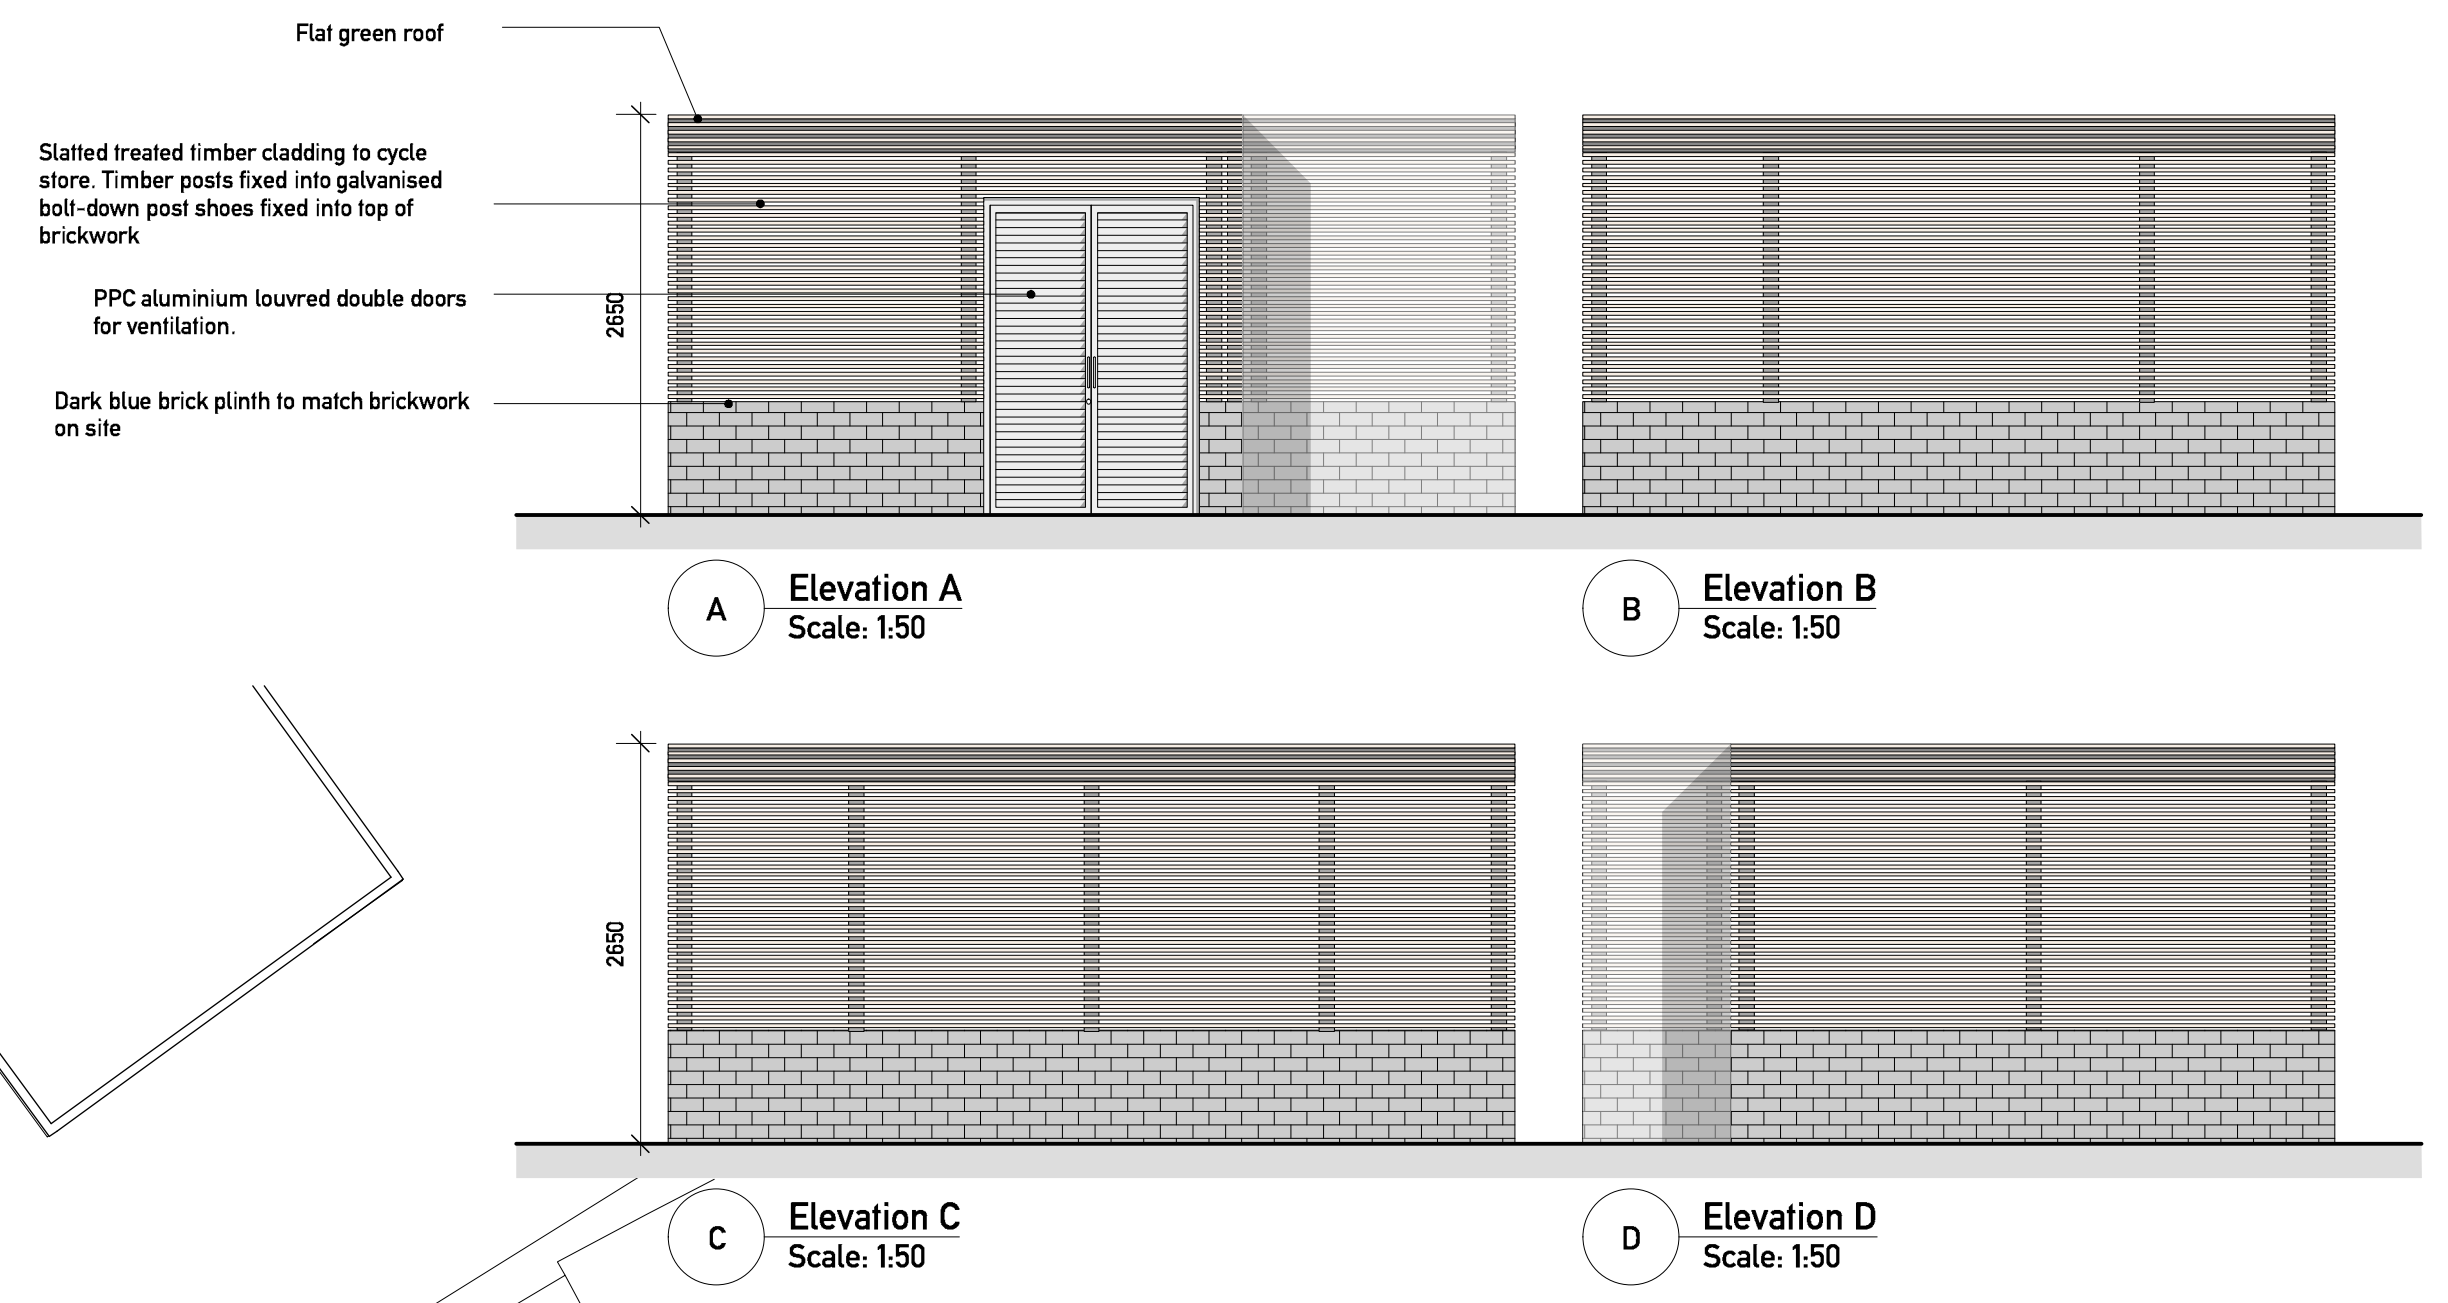 Flat green roof
Slatted treated timber cladding to cycle
store. Timber posts fixed into galvanised
bolt-down post shoes fixed into top of
brickwork
PPC aluminium louvred double doors
for ventilation.
Dark blue brick plinth to match brickwork
on site
2650
A
Elevation A
Scale: 1:50
B
Elevation B
Scale: 1:50
2650
C
Elevation C
Scale: 1:50
D
Elevation D
Scale: 1:50